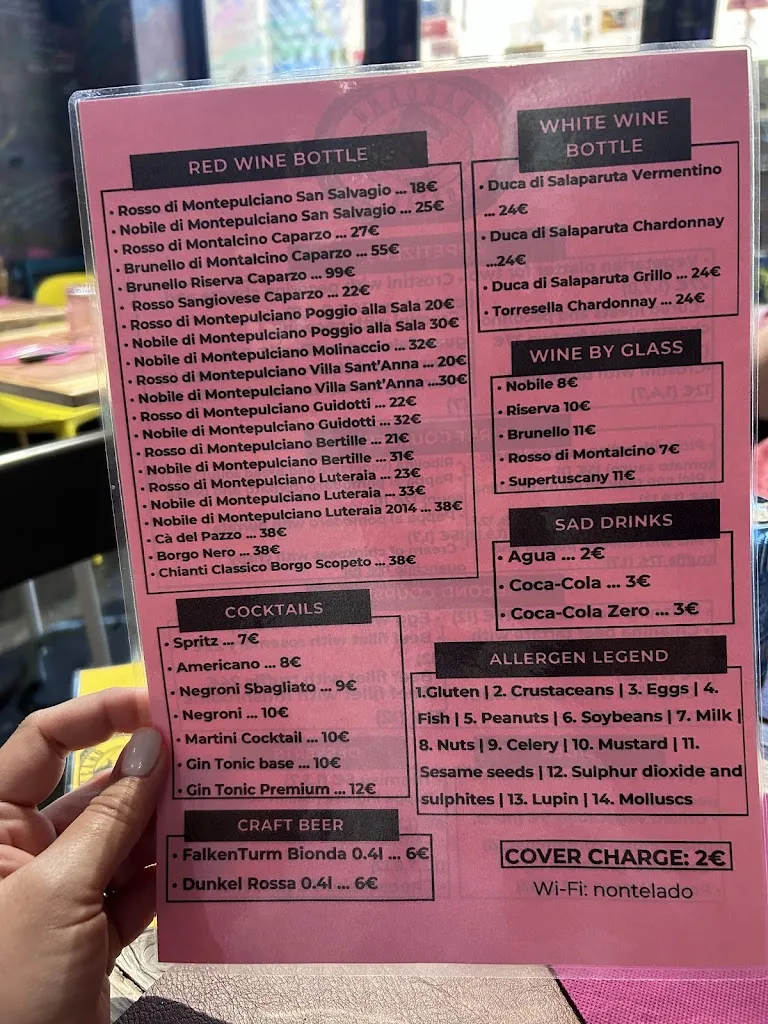 RED WINE BOTTLE
• Rosso di Montepulciano San Salvagio ... 18€
• Nobile di Montepulciano San Salvagio ... 25€
• Rosso di Montalcino Caparzo ... 27€
• Brunello di Montalcino Caparzo ... 55€
• Brunello Riserva Caparzo ... 99€
• Rosso Sangiovese Caparzo ... 22€
• Rosso di Montepulciano Poggio alla Sala 20€
• Nobile di Montepulciano Poggio alla Sala 30€
• Nobile di Montepulciano Molinaccio ... 32€
• Rosso di Montepulciano Villa Sant'Anna ... 20€
• Nobile di Montepulciano Villa Sant'Anna ...30€
• Rosso di Montepulciano Guidotti ... 22€
• Nobile di Montepulciano Guidotti ... 32€
• Rosso di Montepulciano Bertille ... 21€
• Nobile di Montepulciano Bertille ... 31€
• Rosso di Montepulciano Luteraia ... 23€
• Nobile di Montepulciano Luteraia ... 33€
• Nobile di Montepulciano Luteraia 2014 ... 38€
• Cà del Pazzo ... 38€
• Borgo Nero ... 38€
• Chianti Classico Borgo Scopeto ... 38€
COCKTAILS
• Spritz ... 7€
• Americano ... 8€
• Negroni Sbagliato ... 9€
• Negroni ... 10€
• Martini Cocktail ... 10€
• Gin Tonic base ... 10€
• Gin Tonic Premium ... 12€
CRAFT BEER
• FalkenTurm Bionda 0.4l ... 6€
• Dunkel Rossa 0.4l ... 6€
WHITE WINE
BOTTLE
• Duca di Salaparuta Vermentino
... 24€
• Duca di Salaparuta Chardonnay
...24€
• Duca di Salaparuta Grillo ... 24€
• Torresella Chardonnay ... 24€
WINE BY GLASS
• Nobile 8€
• Riserva 10€
• Brunello 11€
• Rosso di Montalcino 7€
• Supertuscany 11€
SAD DRINKS
• Agua ... 2€
• Coca-Cola ... 3€
• Coca-Cola Zero ... 3€
ALLERGEN LEGEND
1.Gluten | 2. Crustaceans | 3. Eggs | 4.
Fish | 5. Peanuts | 6. Soybeans | 7. Milk |
8. Nuts | 9. Celery | 10. Mustard | 11.
Sesame seeds | 12. Sulphur dioxide and
sulphites | 13. Lupin | 14. Molluscs
COVER CHARGE: 2€
Wi-Fi: nontelado